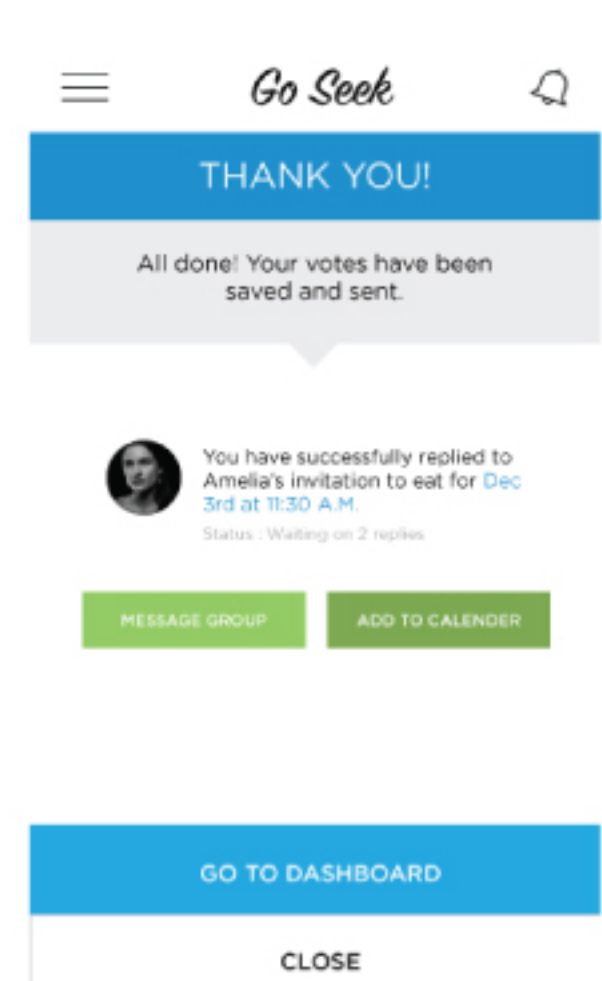 Go Seek
THANK YOU!
All done! Your votes have been
saved and sent.
You have successfully replied to
Amelia's invitation to eat for Dec
3rd at 11:30 A.M.
Status : Waiting on 2 replies
MESSAGE GROUP
ADD TO CALENDER
GO TO DASHBOARD
CLOSE